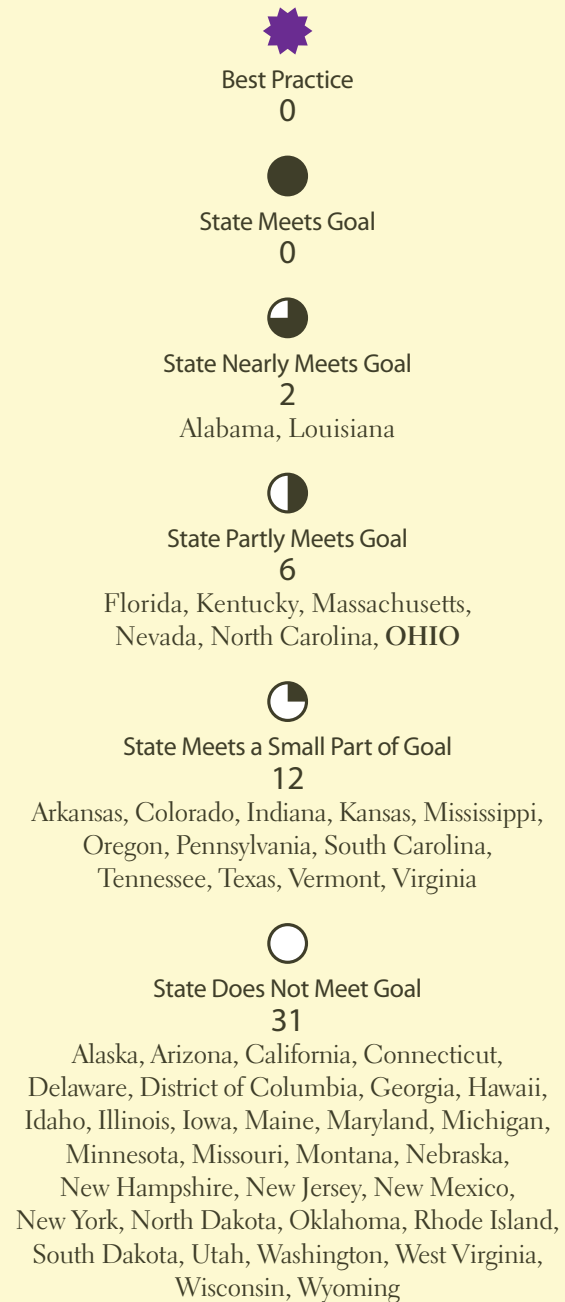 Best Practice
0
State Meets Goal
0
State Nearly Meets Goal
2
Alabama, Louisiana
State Partly Meets Goal
6
Florida, Kentucky, Massachusetts,
Nevada, North Carolina, OHIO
State Meets a Small Part of Goal
12
Arkansas, Colorado, Indiana, Kansas, Mississippi,
Oregon, Pennsylvania, South Carolina,
Tennessee, Texas, Vermont, Virginia
State Does Not Meet Goal
31
Alaska, Arizona, California, Connecticut,
Delaware, District of Columbia, Georgia, Hawaii,
Idaho, Illinois, Iowa, Maine, Maryland, Michigan,
Minnesota, Missouri, Montana, Nebraska,
New Hampshire, New Jersey, New Mexico,
New York, North Dakota, Oklahoma, Rhode Island,
South Dakota, Utah, Washington, West Virginia,
Wisconsin, Wyoming